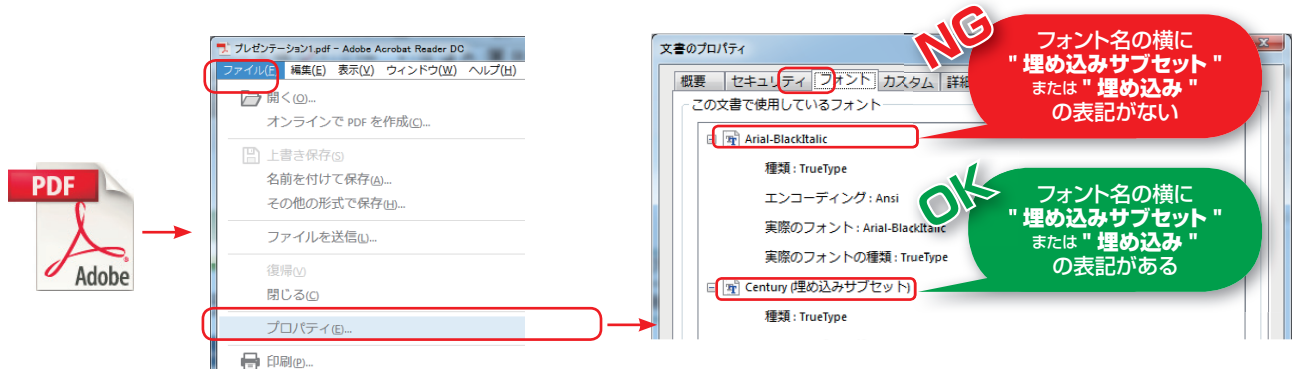 PDF
Adobe
プレゼンテーション1.pdf - Adobe Acrobat Reader DC
ファイル(F) 編集(E) 表示(V) ウィンドウ(W) ヘルプ(H)
開く(O)...
オンラインで PDF を作成(C)...
上書き保存(S)
名前を付けて保存(A)...
その他の形式で保存(H)...
ファイルを送信(L)...
復帰(V)
閉じる(C)
プロパティ(E)...
印刷(P)...
文書のプロパティ
概要 セキュリティ フォント カスタム 詳細
この文書で使用しているフォント
Arial-BlackItalic
種類 : TrueType
エンコーディング : Ansi
実際のフォント : Arial-BlackItalic
実際のフォントの種類 : TrueType
Century (埋め込みサブセット)
種類 : TrueType
NG
フォント名の横に
" 埋め込みサブセット "
または " 埋め込み "
の表記がない
OK
フォント名の横に
" 埋め込みサブセット "
または " 埋め込み "
の表記がある